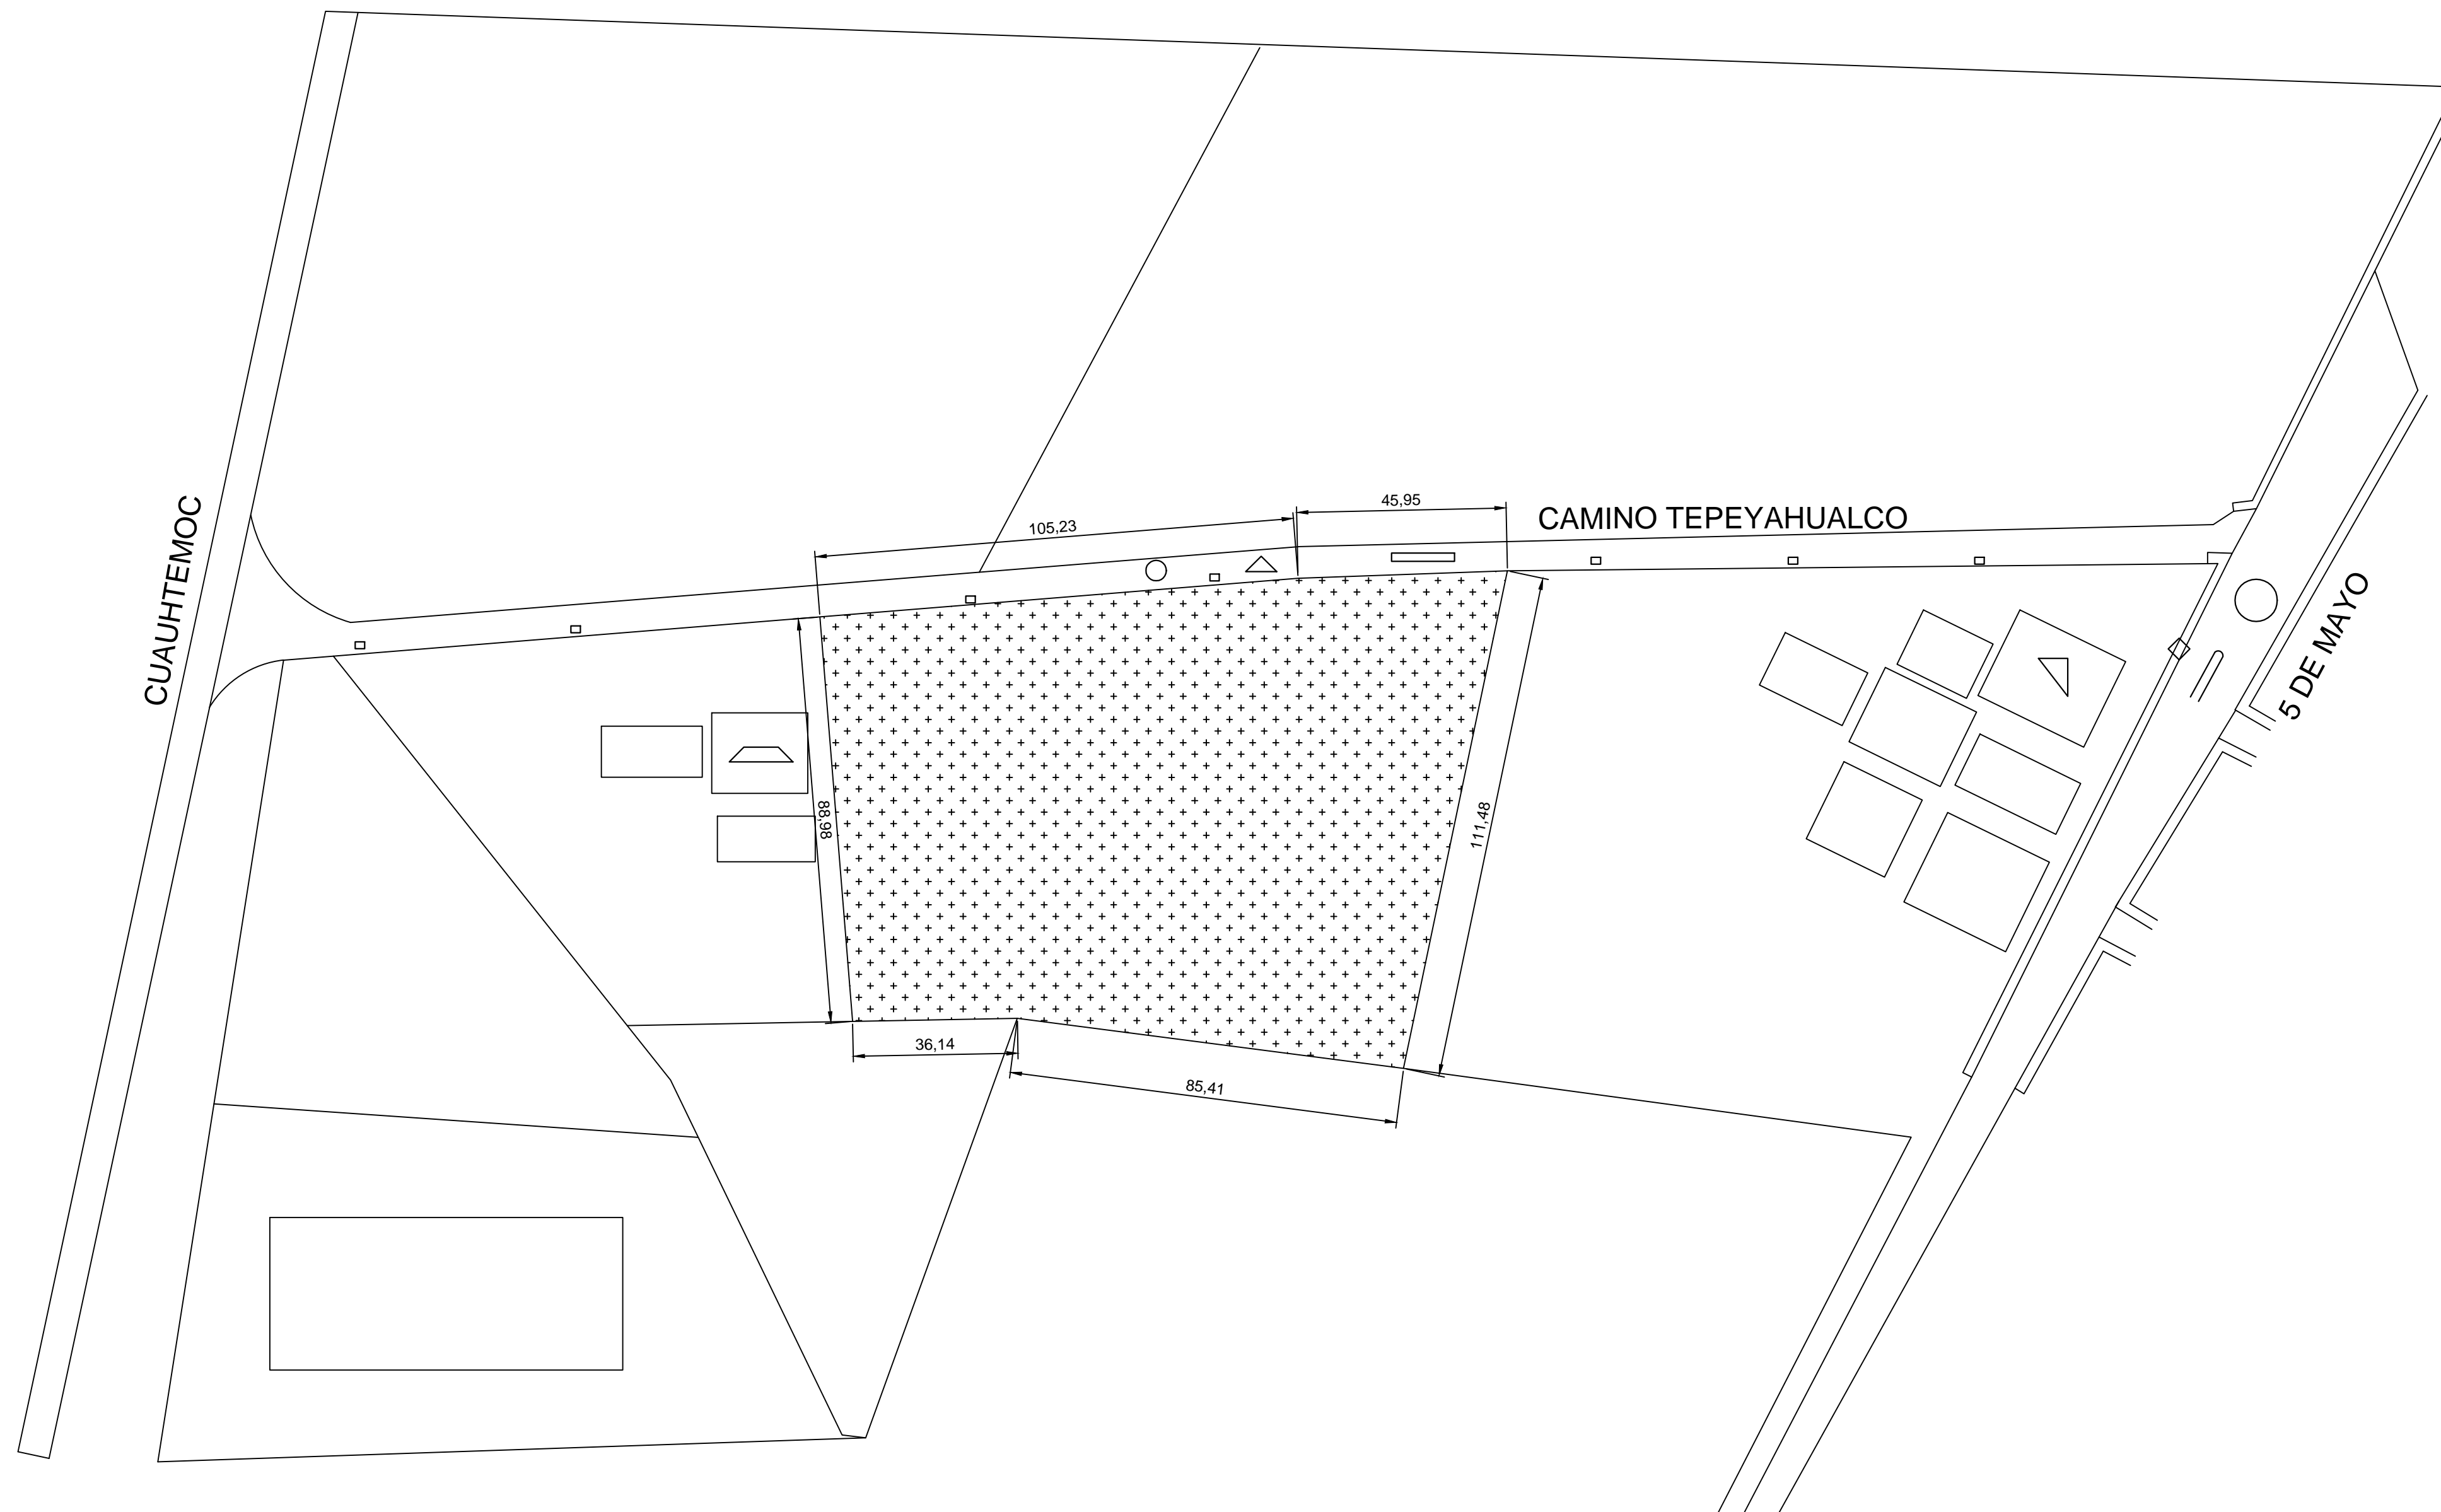 CUAUHTEMOC
105,23
45,95
CAMINO TEPEYAHUALCO
5 DE MAYO
88,98
111,48
36,14
85,41